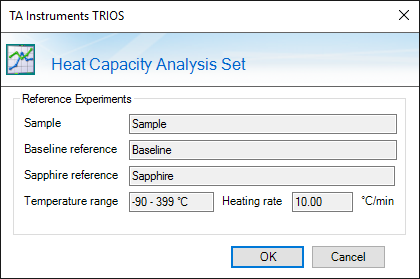 TA Instruments TRIOS
Heat Capacity Analysis Set
Reference Experiments
Sample Sample
Baseline reference Baseline
Sapphire reference Sapphire
Temperature range -90 - 399 °C Heating rate 10.00 °C/min
OK Cancel